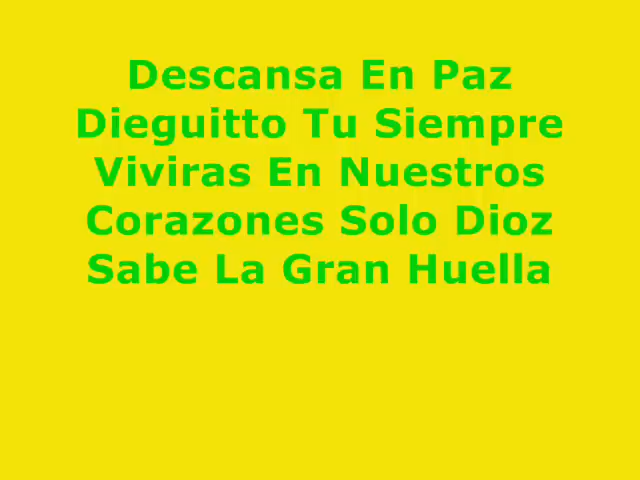 Descansa En Paz
Dieguitto Tu Siempre
Viviras En Nuestros
Corazones Solo Dioz
Sabe La Gran Huella